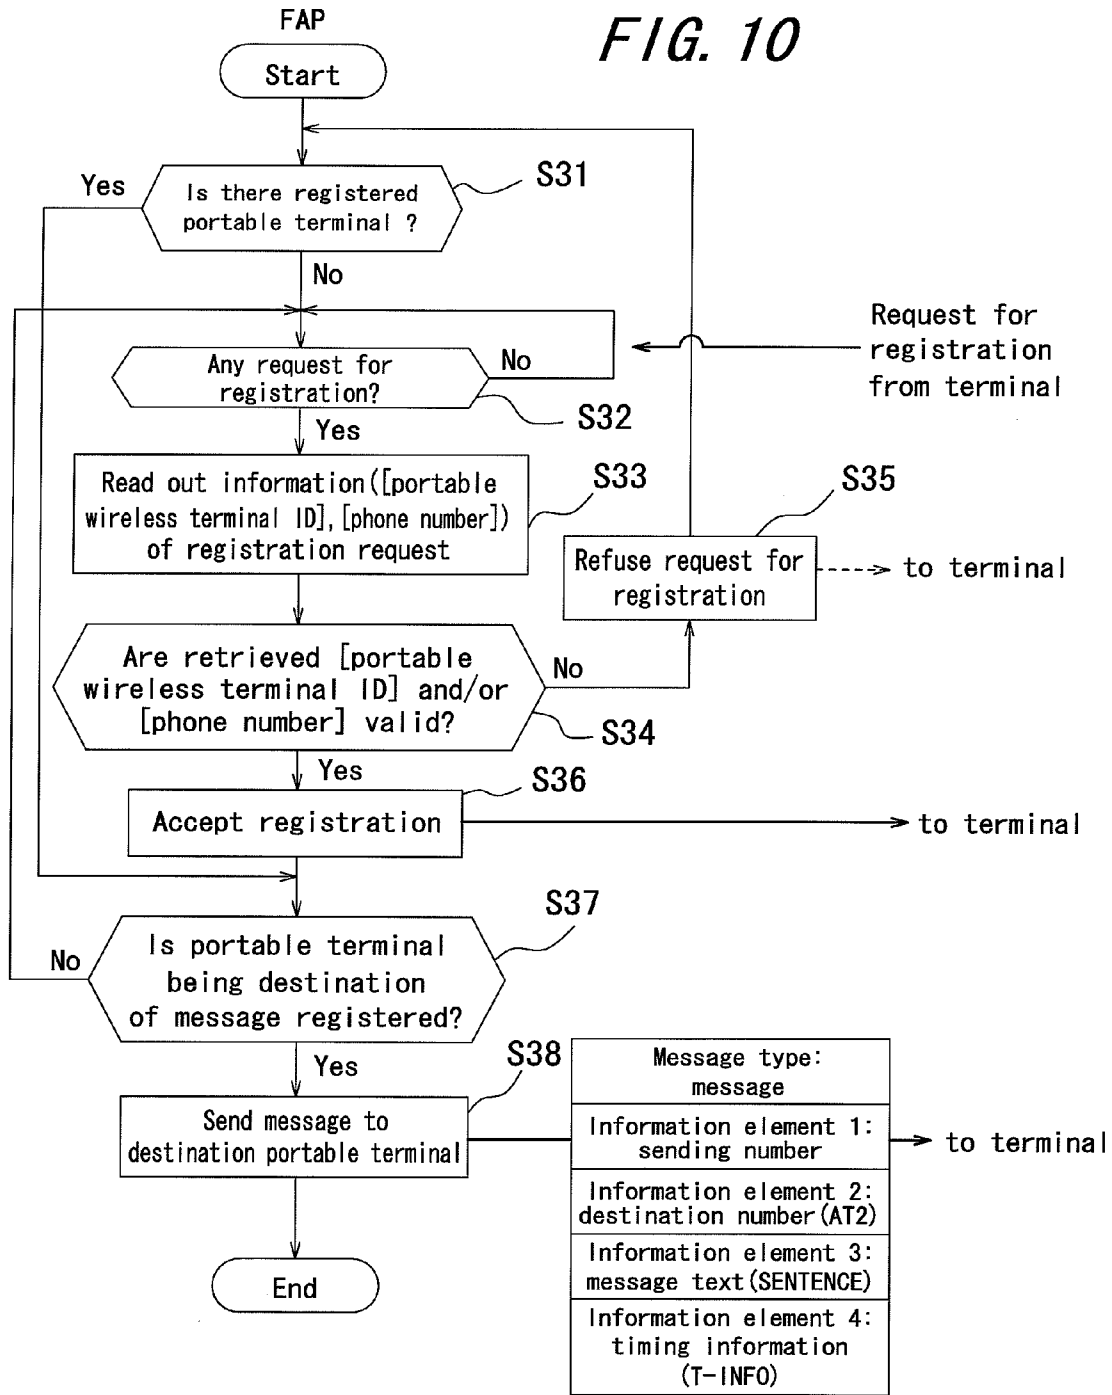 FAP
FIG. 10
Start
Is there registered
portable terminal ?
S31
Yes
No
Request for
registration
from terminal
Any request for
registration?
No
S32
Yes
Read out information([portable
wireless terminal ID],[phone number])
of registration request
S33
S35
Refuse request for
registration
to terminal
Are retrieved [portable
wireless terminal ID] and/or
[phone number] valid?
No
S34
Yes
S36
Accept registration
to terminal
S37
Is portable terminal
being destination
of message registered?
No
Yes
S38
Send message to
destination portable terminal
Message type:
message
Information element 1:
sending number
to terminal
Information element 2:
destination number(AT2)
Information element 3:
message text(SENTENCE)
Information element 4:
timing information
(T-INFO)
End